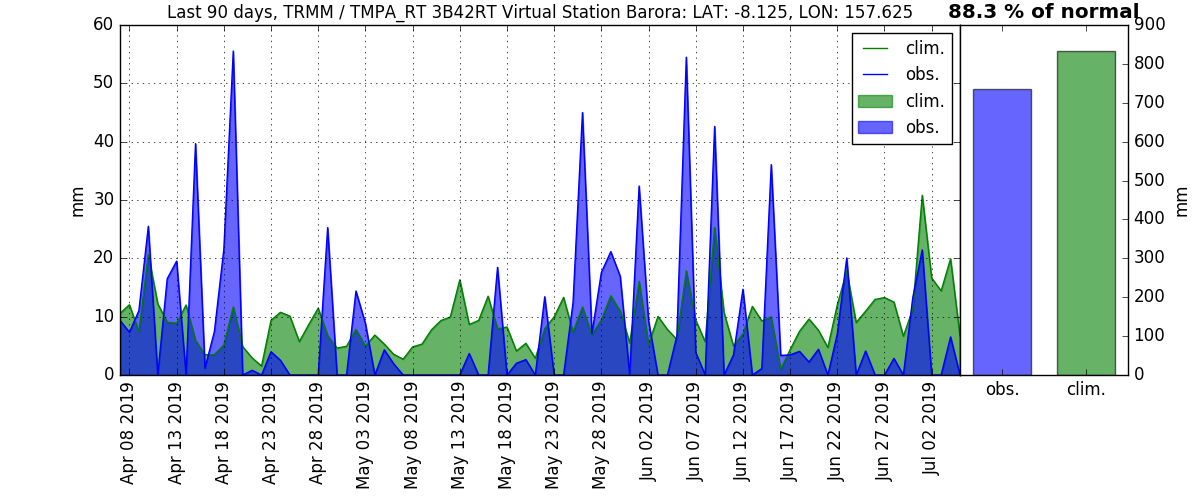 Last 90 days, TRMM / TMPA_RT 3B42RT Virtual Station Barora: LAT: -8.125, LON: 157.625
88.3 % of normal
60
50
40
30
20
10
0
mm
clim.
obs.
clim.
obs.
900
800
700
600
500
400
300
200
100
0
mm
Apr 08 2019
Apr 13 2019
Apr 18 2019
Apr 23 2019
Apr 28 2019
May 03 2019
May 08 2019
May 13 2019
May 18 2019
May 23 2019
May 28 2019
Jun 02 2019
Jun 07 2019
Jun 12 2019
Jun 17 2019
Jun 22 2019
Jun 27 2019
Jul 02 2019
obs.
clim.